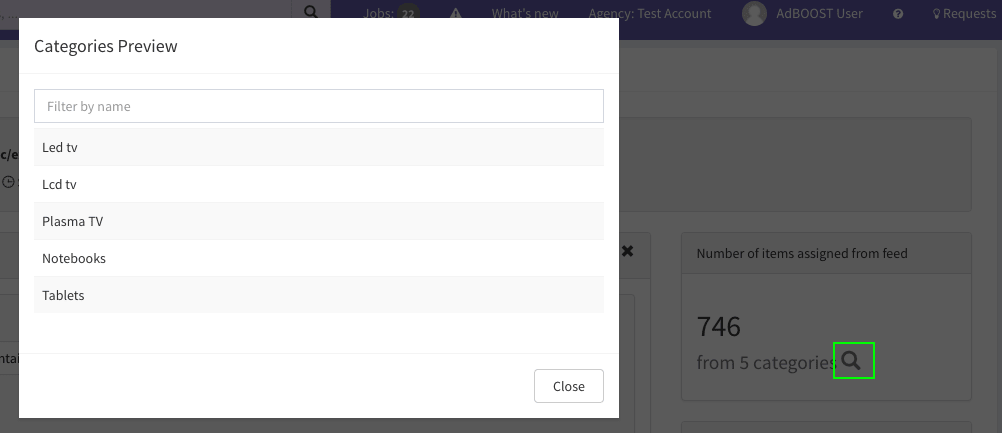 Jobs: 22
What's new
Agency: Test Account
AdBOOST User
Requests
Categories Preview
Filter by name
c/e
Led tv
Lcd tv
Plasma TV
Notebooks
Number of items assigned from feed
Tablets
746
ntai
from 5 categories
Close